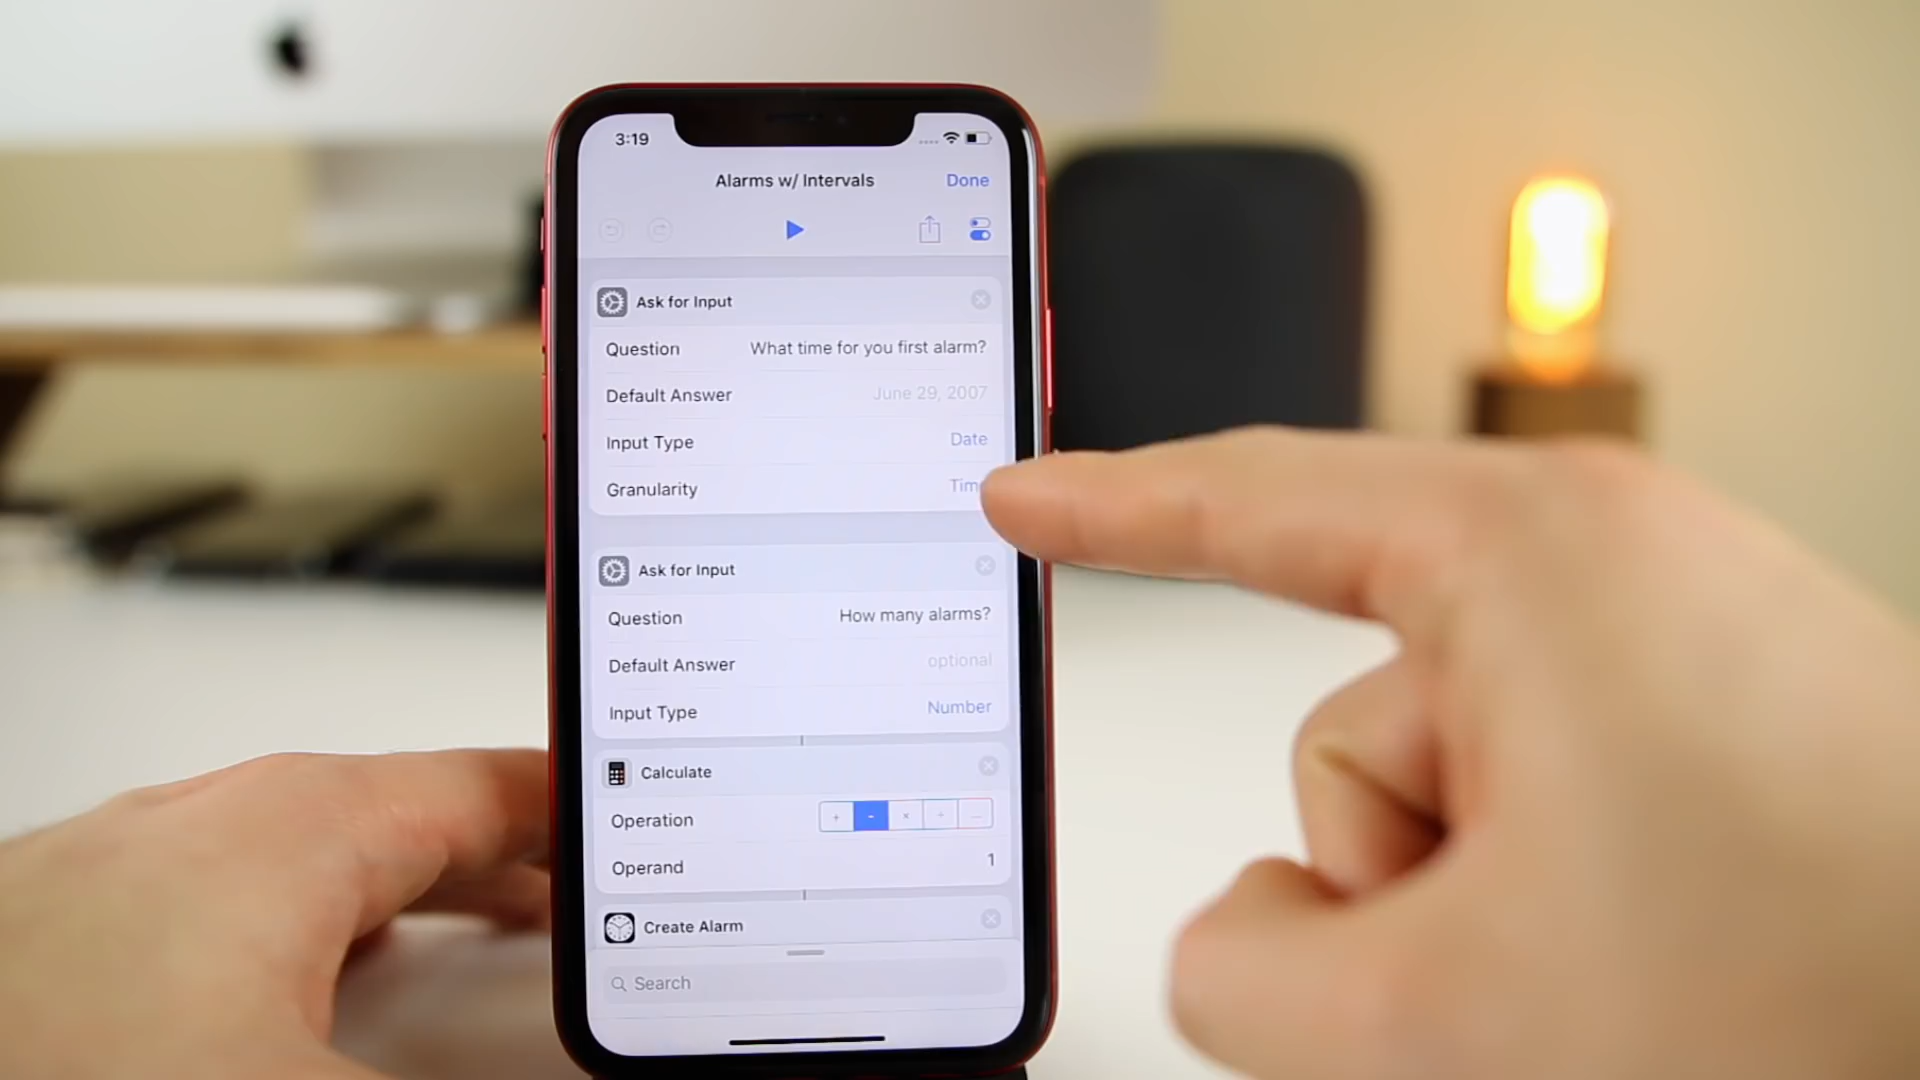 3:19
Alarms w/ Intervals Done
Ask for Input
Question What time for you first alarm?
Default Answer June 29, 2007
Input Type Date
Granularity
Ask for Input
Question How many alarms?
Default Answer optional
Input Type Number
Calculate
Operation + - × ÷ ...
Operand 1
Create Alarm
Search